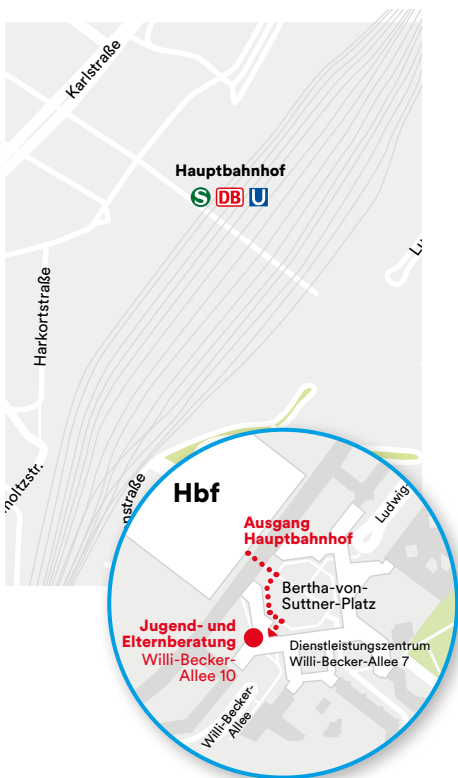 Karlstraße
Hauptbahnhof
S DB U
Harkortstraße
Hbf
Ausgang
Hauptbahnhof
Ludwig-
Bertha-von-
Suttner-Platz
Jugend- und
Elternberatung
Willi-Becker-
Allee 10
Dienstleistungszentrum
Willi-Becker-Allee 7
Willi-Becker-
Allee